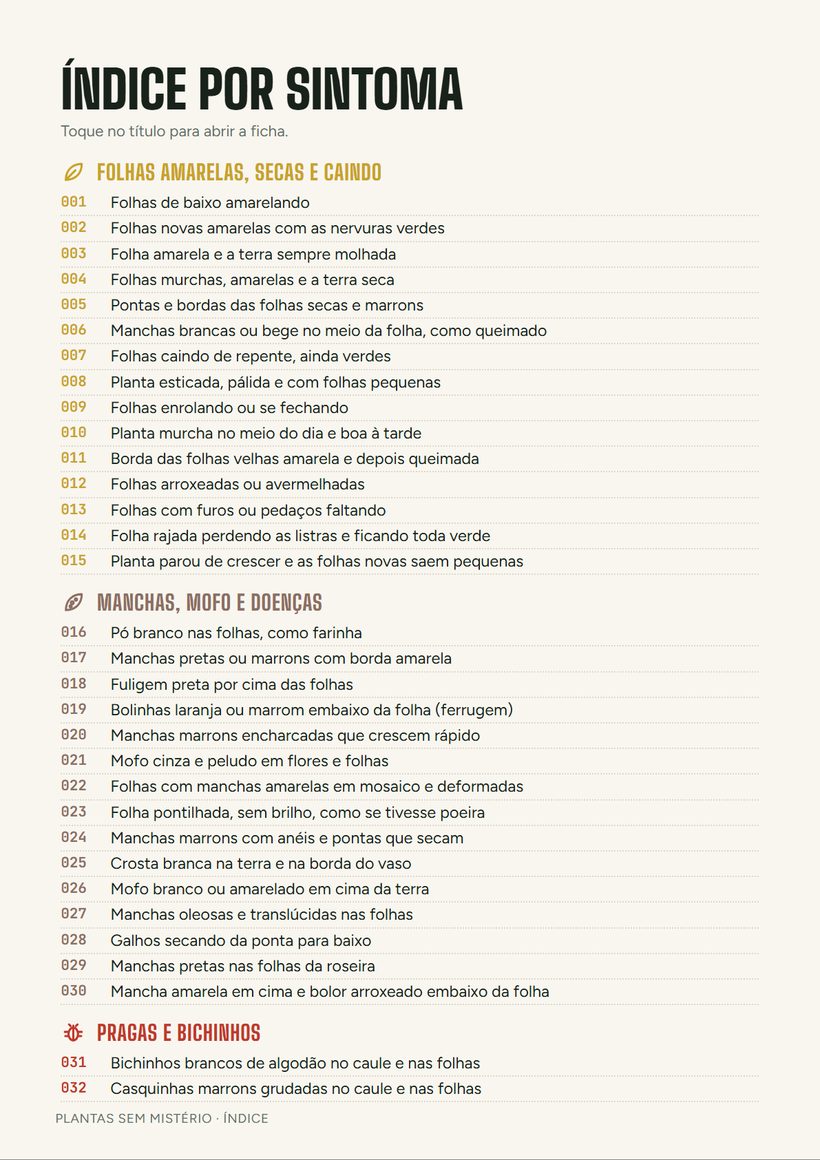 ÍNDICE POR SINTOMA
Toque no título para abrir a ficha.
FOLHAS AMARELAS, SECAS E CAINDO
001 Folhas de baixo amarelando
002 Folhas novas amarelas com as nervuras verdes
003 Folha amarela e a terra sempre molhada
004 Folhas murchas, amarelas e a terra seca
005 Pontas e bordas das folhas secas e marrons
006 Manchas brancas ou bege no meio da folha, como queimado
007 Folhas caindo de repente, ainda verdes
008 Planta esticada, pálida e com folhas pequenas
009 Folhas enrolando ou se fechando
010 Planta murcha no meio do dia e boa à tarde
011 Borda das folhas velhas amarela e depois queimada
012 Folhas arroxeadas ou avermelhadas
013 Folhas com furos ou pedaços faltando
014 Folha rajada perdendo as listras e ficando toda verde
015 Planta parou de crescer e as folhas novas saem pequenas
MANCHAS, MOFO E DOENÇAS
016 Pó branco nas folhas, como farinha
017 Manchas pretas ou marrons com borda amarela
018 Fuligem preta por cima das folhas
019 Bolinhas laranja ou marrom embaixo da folha (ferrugem)
020 Manchas marrons encharcadas que crescem rápido
021 Mofo cinza e peludo em flores e folhas
022 Folhas com manchas amarelas em mosaico e deformadas
023 Folha pontilhada, sem brilho, como se tivesse poeira
024 Manchas marrons com anéis e pontas que secam
025 Crosta branca na terra e na borda do vaso
026 Mofo branco ou amarelado em cima da terra
027 Manchas oleosas e translúcidas nas folhas
028 Galhos secando da ponta para baixo
029 Manchas pretas nas folhas da roseira
030 Mancha amarela em cima e bolor arroxeado embaixo da folha
PRAGAS E BICHINHOS
031 Bichinhos brancos de algodão no caule e nas folhas
032 Casquinhas marrons grudadas no caule e nas folhas
PLANTAS SEM MISTÉRIO · ÍNDICE